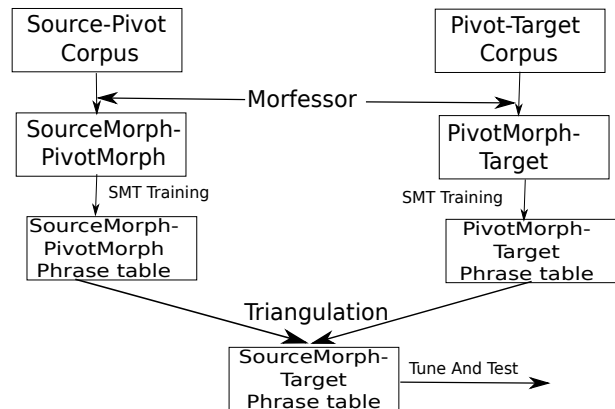 Source-Pivot
Corpus
Pivot-Target
Corpus
Morfessor
SourceMorph-
PivotMorph
PivotMorph-
Target
SMT Training
SMT Training
SourceMorph-
PivotMorph
Phrase table
PivotMorph-
Target
Phrase table
Triangulation
SourceMorph-
Target
Phrase table
Tune And Test